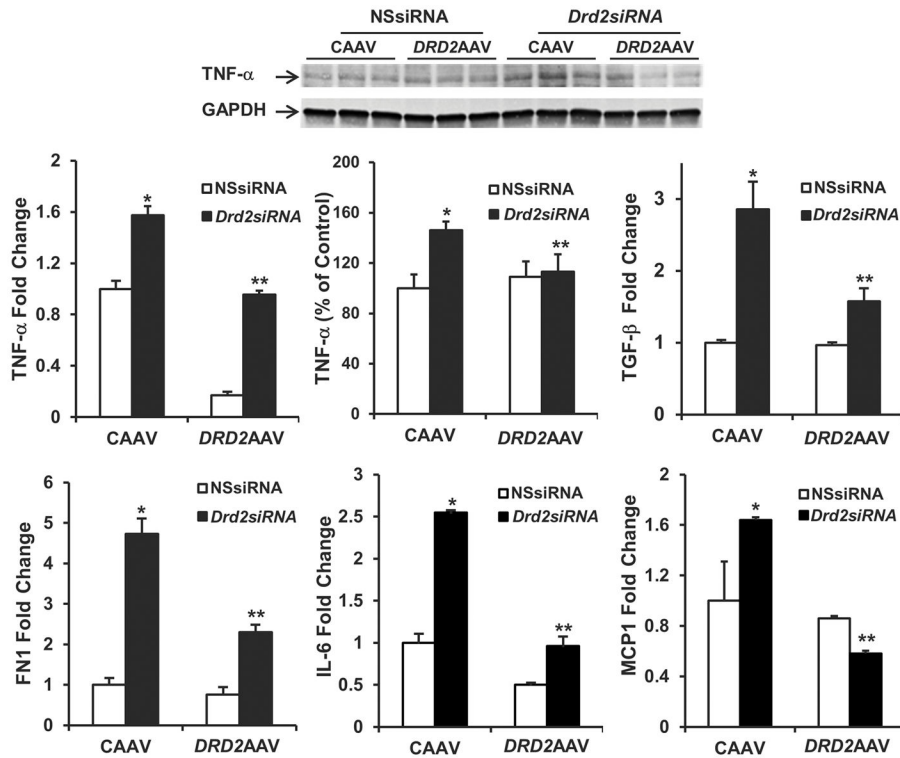 NSsiRNA Drd2siRNA
CAAV DRD2AAV CAAV DRD2AAV
TNF-α
GAPDH
TNF-α Fold Change
2
1.6
1.2
0.8
0.4
0
*
**
NSsiRNA
Drd2siRNA
CAAV DRD2AAV
TNF-α (% of Control)
200
160
120
80
40
0
*
**
NSsiRNA
Drd2siRNA
CAAV DRD2AAV
TGF-β Fold Change
3
2
1
0
*
**
NSsiRNA
Drd2siRNA
CAAV DRD2AAV
FN1 Fold Change
6
5
4
3
2
1
0
*
**
NSsiRNA
Drd2siRNA
CAAV DRD2AAV
IL-6 Fold Change
3
2.5
2
1.5
1
0.5
0
*
**
NSsiRNA
Drd2siRNA
CAAV DRD2AAV
MCP1 Fold Change
2
1.6
1.2
0.8
0.4
0
*
**
NSsiRNA
Drd2siRNA
CAAV DRD2AAV